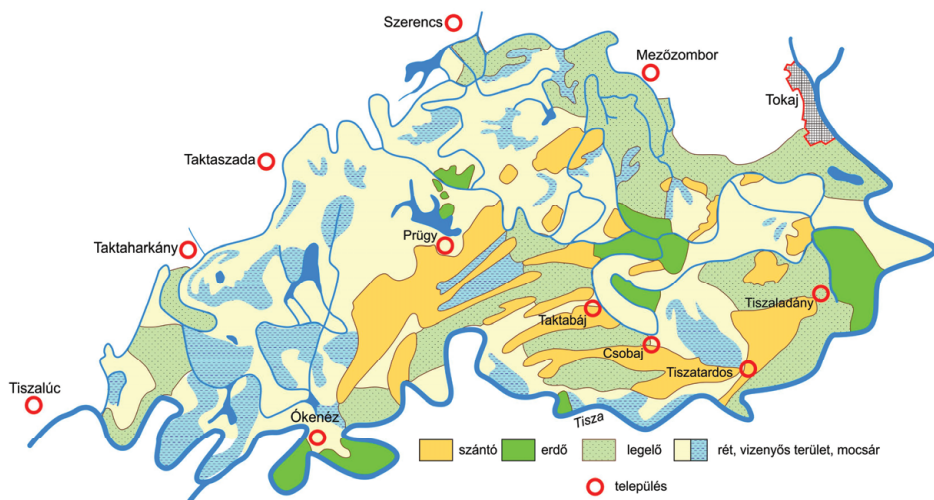 Szerencs
Mezőzombor
Tokaj
Taktaszada
Prügy
Taktaharkány
Tiszaladány
Taktabáj
Csobaj
Tiszatardos
Tiszalúc
Ókenéz
Tisza
szántó
erdő
legelő
rét, vizenyős terület, mocsár
település